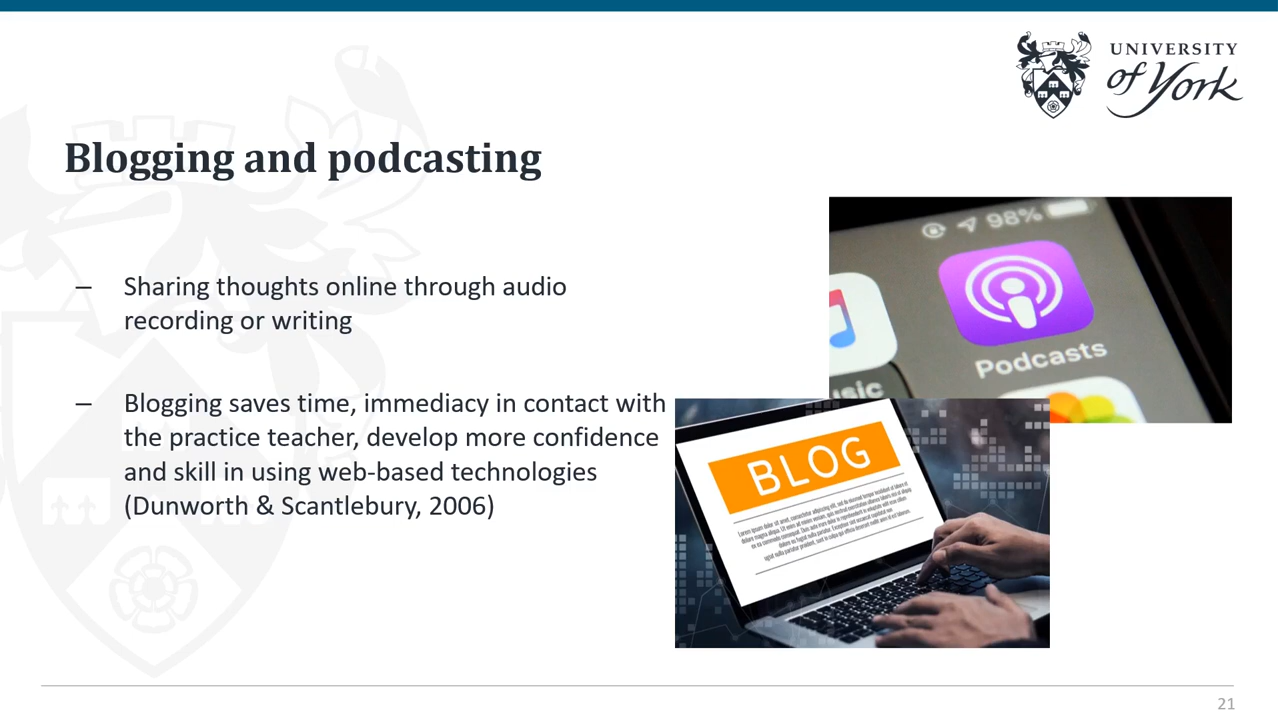 UNIVERSITY
of York
Blogging and podcasting
– Sharing thoughts online through audio
recording or writing
– Blogging saves time, immediacy in contact with
the practice teacher, develop more confidence
and skill in using web-based technologies
(Dunworth & Scantlebury, 2006)
98%
Podcasts
BLOG
21